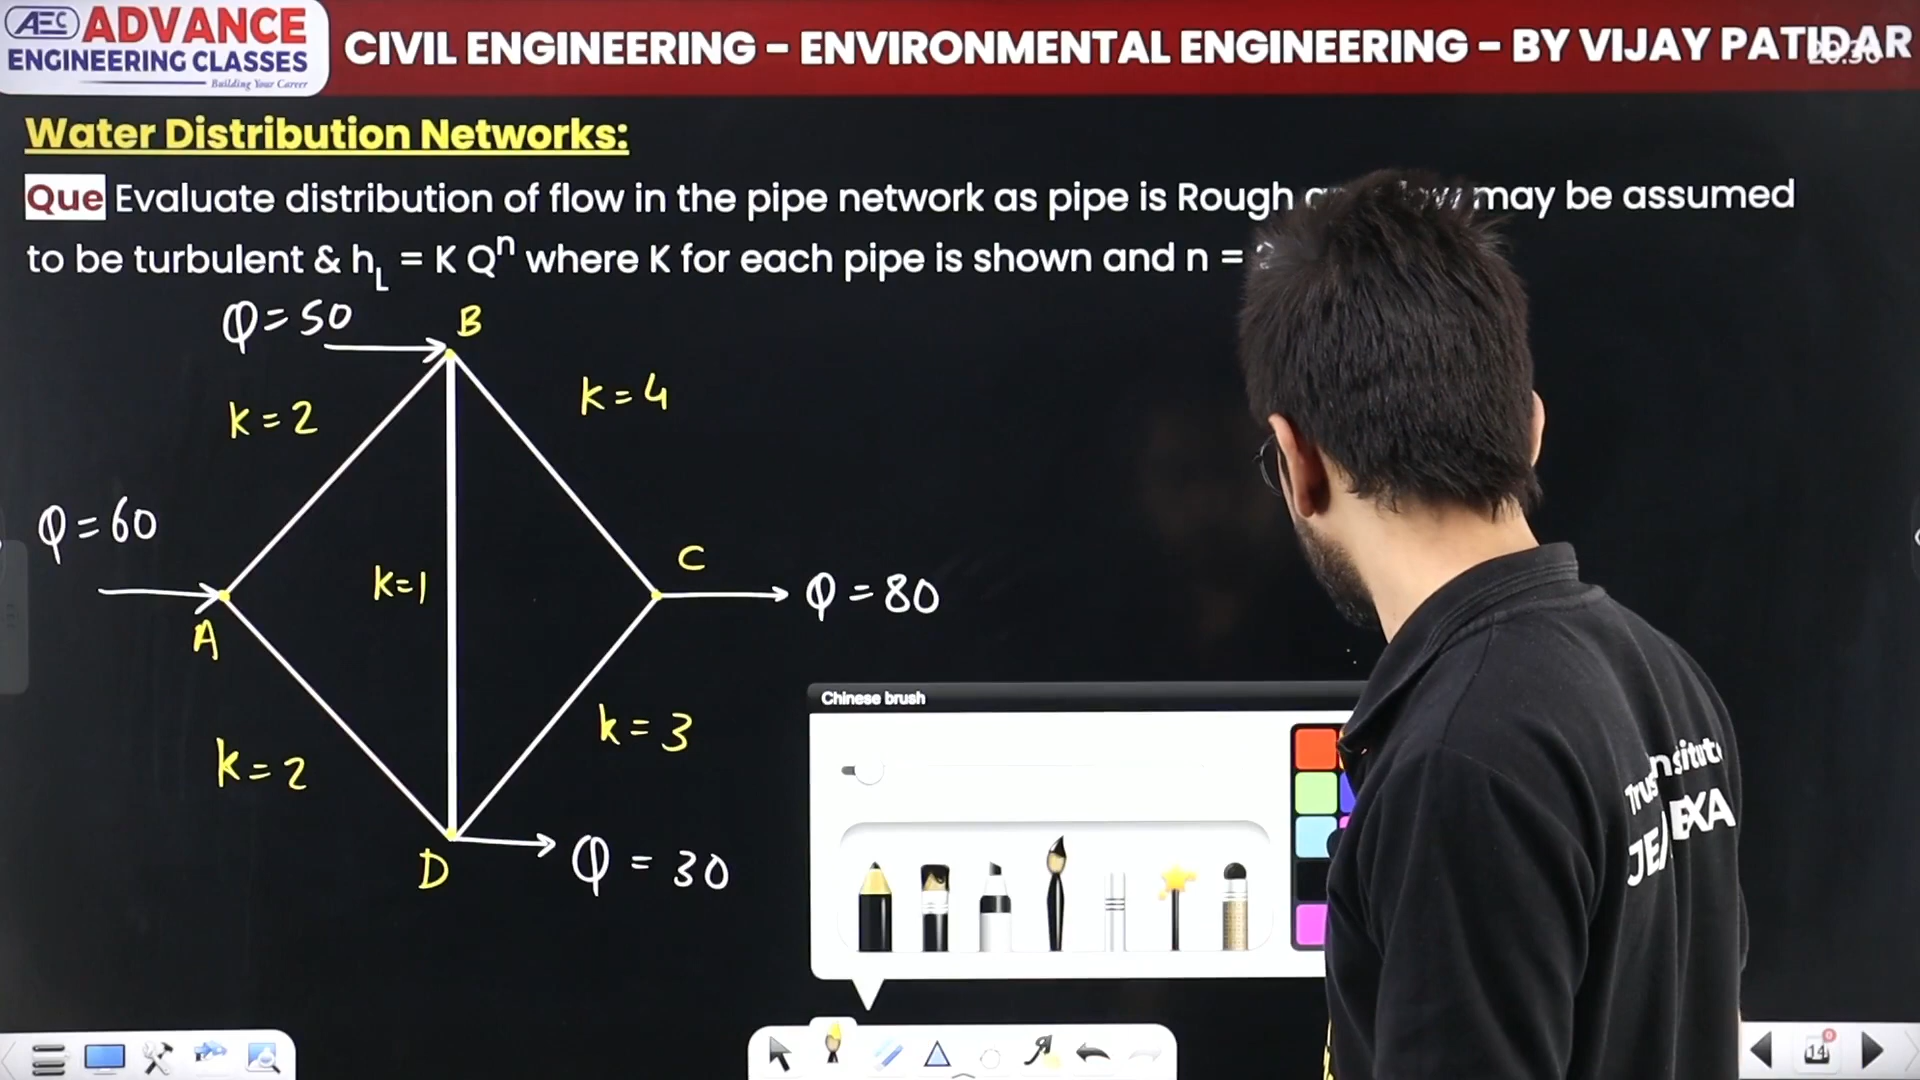 AEC ADVANCE
ENGINEERING CLASSES
Building Your Career
CIVIL ENGINEERING – ENVIRONMENTAL ENGINEERING – BY VIJAY PATIDAR
Water Distribution Networks:
Que Evaluate distribution of flow in the pipe network as pipe is Rough may be assumed
to be turbulent & hL = K Qⁿ where K for each pipe is shown and n =
Q = 50
B
K = 2
K = 4
Q = 60
K=1
C
A
Q = 80
K = 2
K = 3
D
Q = 30
Chinese brush
14